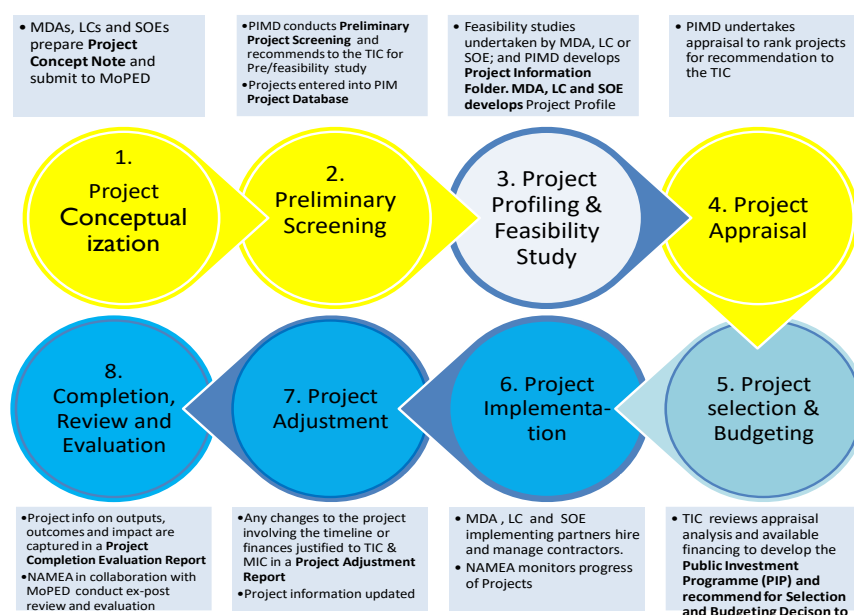 • MDAs, LCs and SOEs
prepare Project
Concept Note and
submit to MoPED
• PIMD conducts Preliminary
Project Screening and
recommends to the TIC for
Pre/feasibility study
•Projects entered into PIM
Project Database
• Feasibility studies
undertaken by MDA, LC or
SOE; and PIMD develops
Project Information
Folder. MDA, LC and SOE
develops Project Profile
• PIMD undertakes
appraisal to rank projects
for recommendation to
the TIC
1.
Project
Conceptual
ization
2.
Preliminary
Screening
3. Project
Profiling &
Feasibility
Study
4. Project
Appraisal
8.
Completion,
Review and
Evaluation
7. Project
Adjustment
6. Project
Implementa-
tion
5. Project
selection &
Budgeting
•Project info on outputs,
outcomes and impact are
captured in a Project
Completion Evaluation Report
•NAMEA in collaboration with
MoPED conduct ex-post
review and evaluation
•Any changes to the project
involving the timeline or
finances justified to TIC &
MIC in a Project Adjustment
Report
•Project information updated
• MDA , LC and SOE
implementing partners hire
and manage contractors.
• NAMEA monitors progress
of Projects
• TIC reviews appraisal
analysis and available
financing to develop the
Public Investment
Programme (PIP) and
recommend for Selection
and Budgeting Decison to